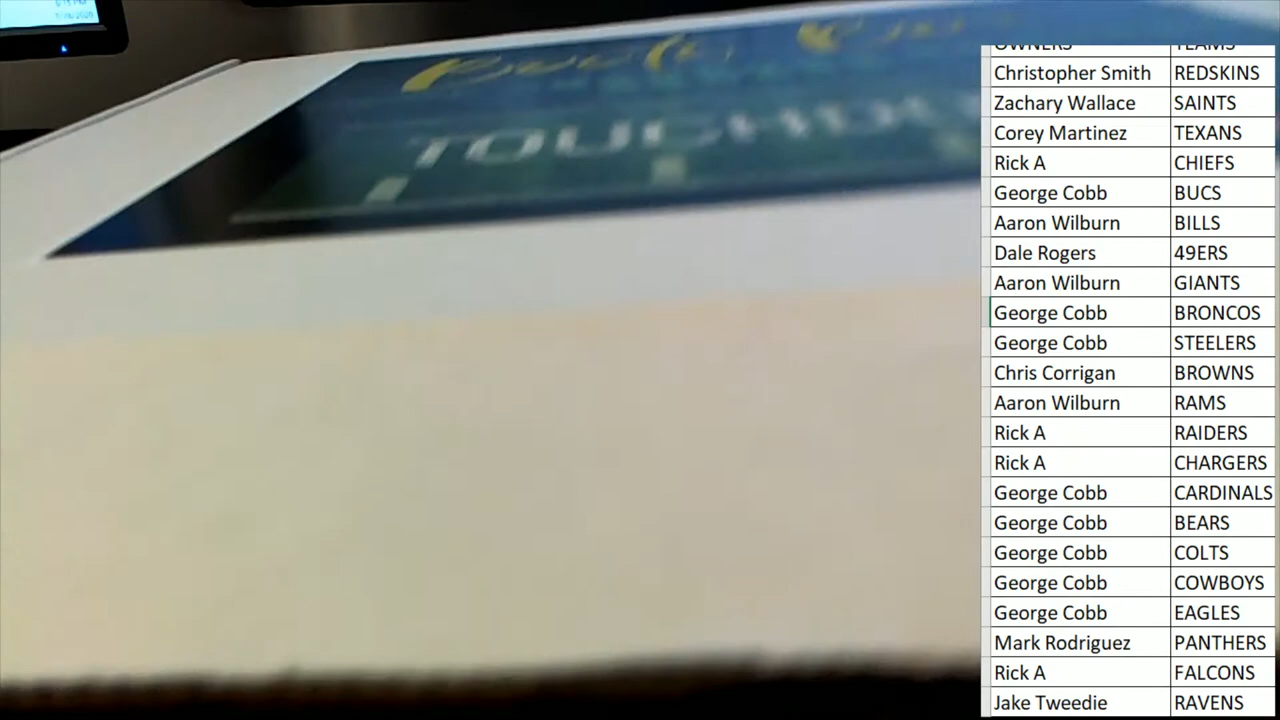 OWNERS TEAMS
Christopher Smith REDSKINS
Zachary Wallace SAINTS
Corey Martinez TEXANS
Rick A CHIEFS
George Cobb BUCS
Aaron Wilburn BILLS
Dale Rogers 49ERS
Aaron Wilburn GIANTS
George Cobb BRONCOS
George Cobb STEELERS
Chris Corrigan BROWNS
Aaron Wilburn RAMS
Rick A RAIDERS
Rick A CHARGERS
George Cobb CARDINALS
George Cobb BEARS
George Cobb COLTS
George Cobb COWBOYS
George Cobb EAGLES
Mark Rodriguez PANTHERS
Rick A FALCONS
Jake Tweedie RAVENS